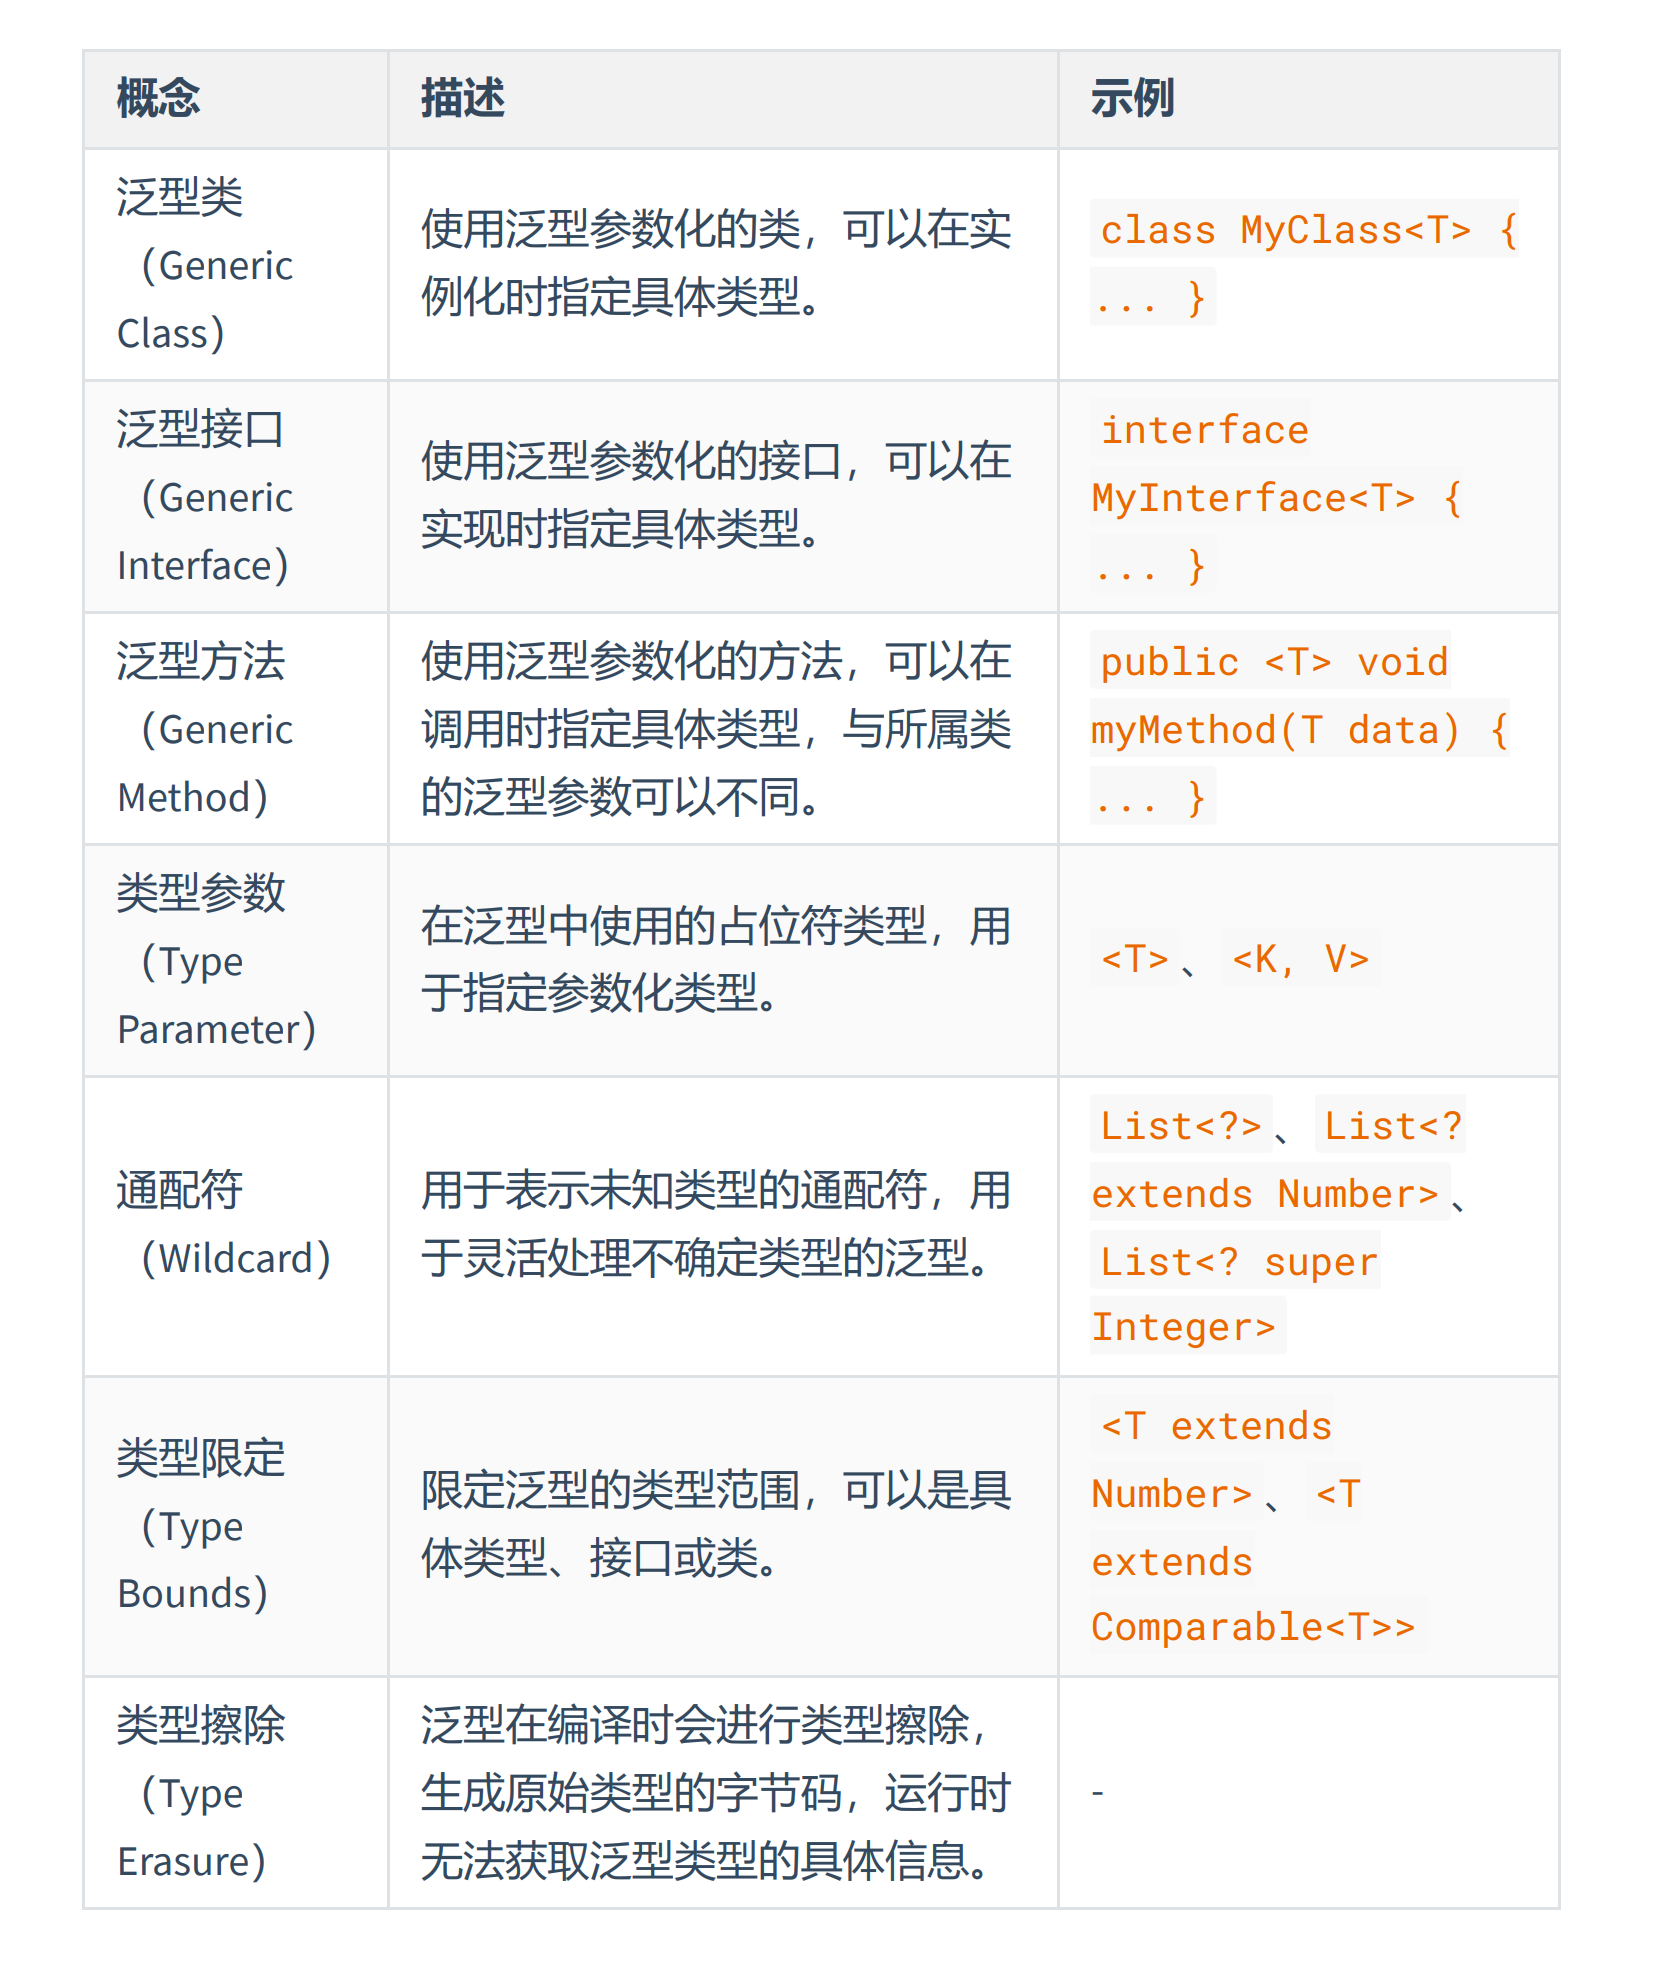 概念
描述
示例
泛型类
（Generic
Class）
使用泛型参数化的类，可以在实
例化时指定具体类型。
class MyClass<T> {
... }
泛型接口
（Generic
Interface）
使用泛型参数化的接口，可以在
实现时指定具体类型。
interface
MyInterface<T> {
... }
泛型方法
（Generic
Method）
使用泛型参数化的方法，可以在
调用时指定具体类型，与所属类
的泛型参数可以不同。
public <T> void
myMethod(T data) {
... }
类型参数
（Type
Parameter）
在泛型中使用的占位符类型，用
于指定参数化类型。
<T>、<K, V>
通配符
（Wildcard）
用于表示未知类型的通配符，用
于灵活处理不确定类型的泛型。
List<?>、List<?
extends Number>、
List<? super
Integer>
类型限定
（Type
Bounds）
限定泛型的类型范围，可以是具
体类型、接口或类。
<T extends
Number>、<T
extends
Comparable<T>>
类型擦除
（Type
Erasure）
泛型在编译时会进行类型擦除，
生成原始类型的字节码，运行时
无法获取泛型类型的具体信息。
-